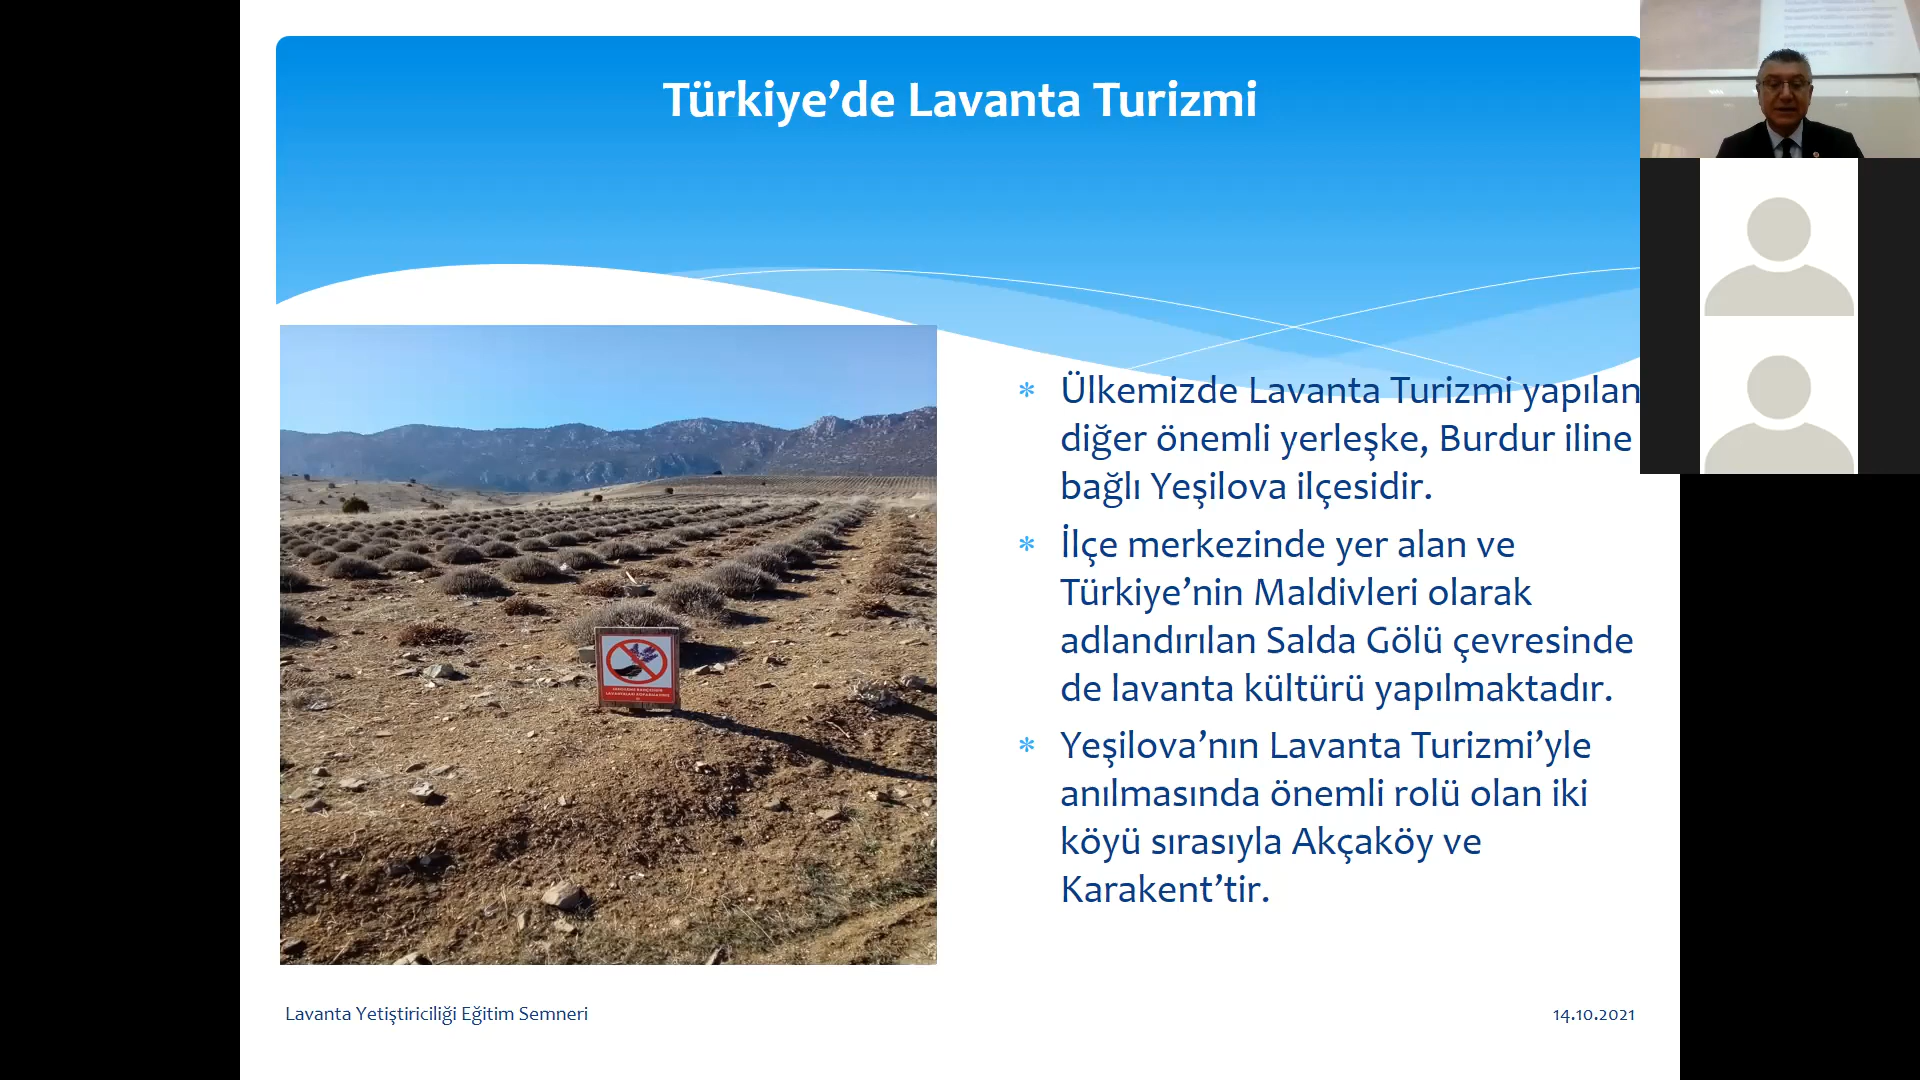 Türkiye’de Lavanta Turizmi
Ülkemizde Lavanta Turizmi yapılan
diğer önemli yerleşke, Burdur iline
bağlı Yeşilova ilçesidir.
İlçe merkezinde yer alan ve
Türkiye’nin Maldivleri olarak
adlandırılan Salda Gölü çevresinde
de lavanta kültürü yapılmaktadır.
Yeşilova’nın Lavanta Turizmi’yle
anılmasında önemli rolü olan iki
köyü sırasıyla Akçaköy ve
Karakent’tir.
Lavanta Yetiştiriciliği Eğitim Semneri
14.10.2021